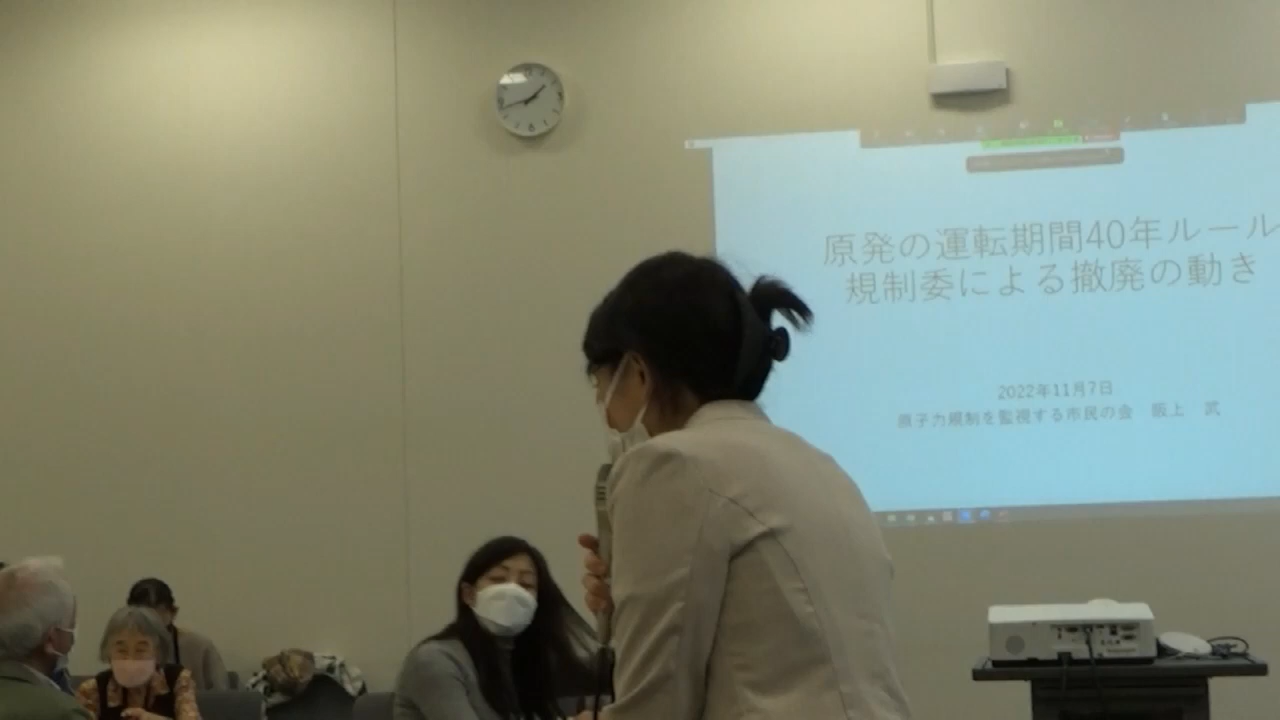 原発の運転期間40年ルール
規制委による撤廃の動き
2022年11月7日
原子力規制を監視する市民の会　阪上　武